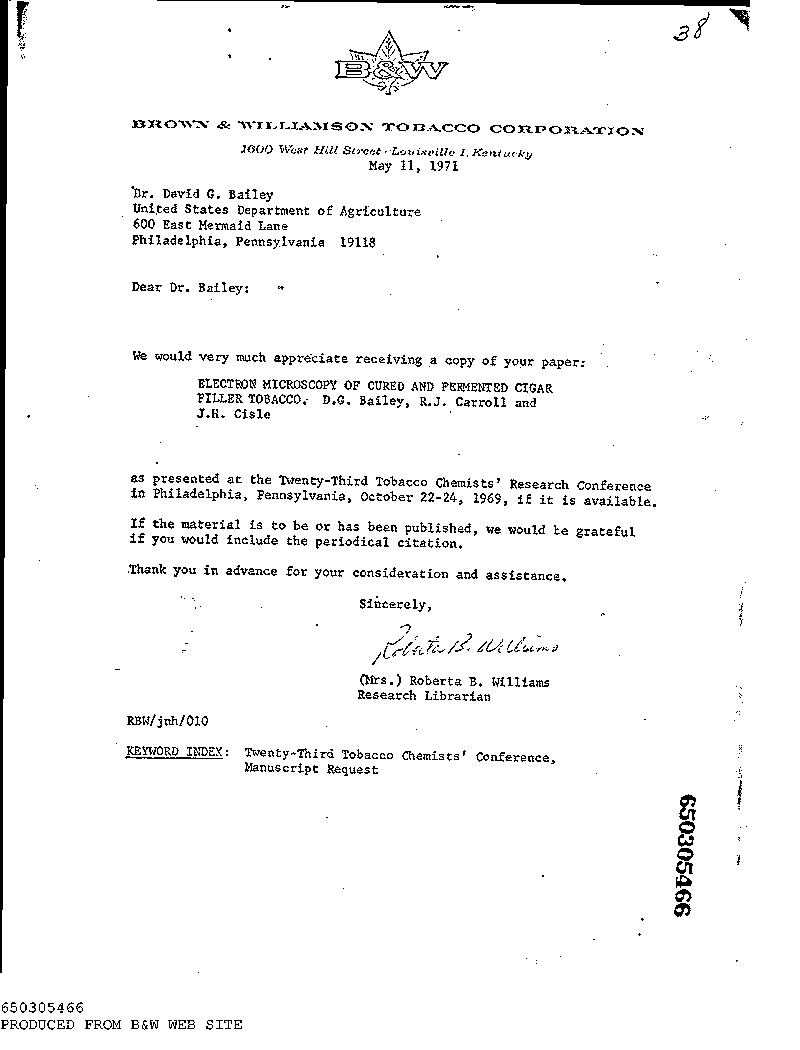 38
B&W
BROWN & WILLIAMSON TOBACCO CORPORATION
1600 West Hill Street · Louisville 1, Kentucky
May 11, 1971
Dr. David G. Bailey
United States Department of Agriculture
600 East Mermaid Lane
Philadelphia, Pennsylvania 19118
Dear Dr. Bailey:
We would very much appreciate receiving a copy of your paper:
ELECTRON MICROSCOPY OF CURED AND FERMENTED CIGAR
FILLER TOBACCO. D.G. Bailey, R.J. Carroll and
J.H. Cisle
as presented at the Twenty-Third Tobacco Chemists' Research Conference
in Philadelphia, Pennsylvania, October 22-24, 1969, if it is available.
If the material is to be or has been published, we would be grateful
if you would include the periodical citation.
Thank you in advance for your consideration and assistance.
Sincerely,
Roberta B. Williams
(Mrs.) Roberta B. Williams
Research Librarian
RBW/jnh/010
KEYWORD INDEX: Twenty-Third Tobacco Chemists' Conference,
Manuscript Request
650305466
650305466
PRODUCED FROM B&W WEB SITE